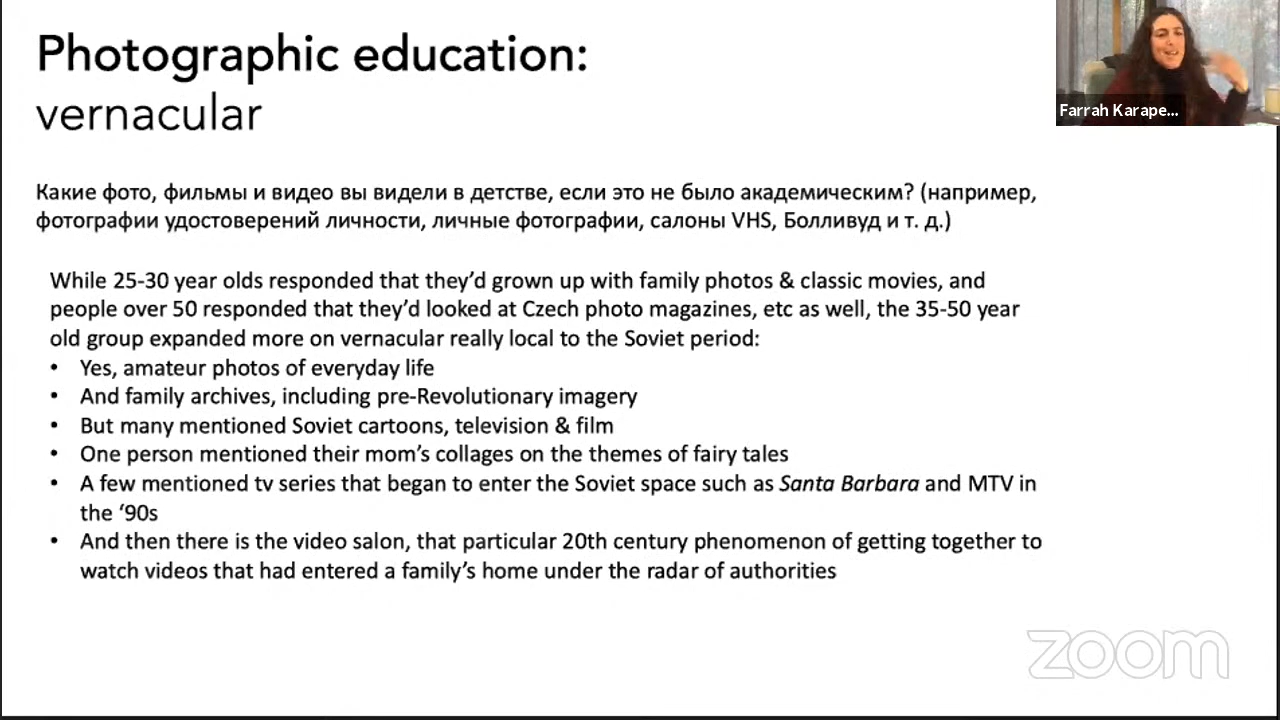 Photographic education:
vernacular
Farrah Karape...
Какие фото, фильмы и видео вы видели в детстве, если это не было академическим? (например,
фотографии удостоверений личности, личные фотографии, салоны VHS, Болливуд и т. д.)
While 25-30 year olds responded that they’d grown up with family photos & classic movies, and
people over 50 responded that they’d looked at Czech photo magazines, etc as well, the 35-50 year
old group expanded more on vernacular really local to the Soviet period:
• Yes, amateur photos of everyday life
• And family archives, including pre-Revolutionary imagery
• But many mentioned Soviet cartoons, television & film
• One person mentioned their mom’s collages on the themes of fairy tales
• A few mentioned tv series that began to enter the Soviet space such as Santa Barbara and MTV in
the ‘90s
• And then there is the video salon, that particular 20th century phenomenon of getting together to
watch videos that had entered a family’s home under the radar of authorities
zoom